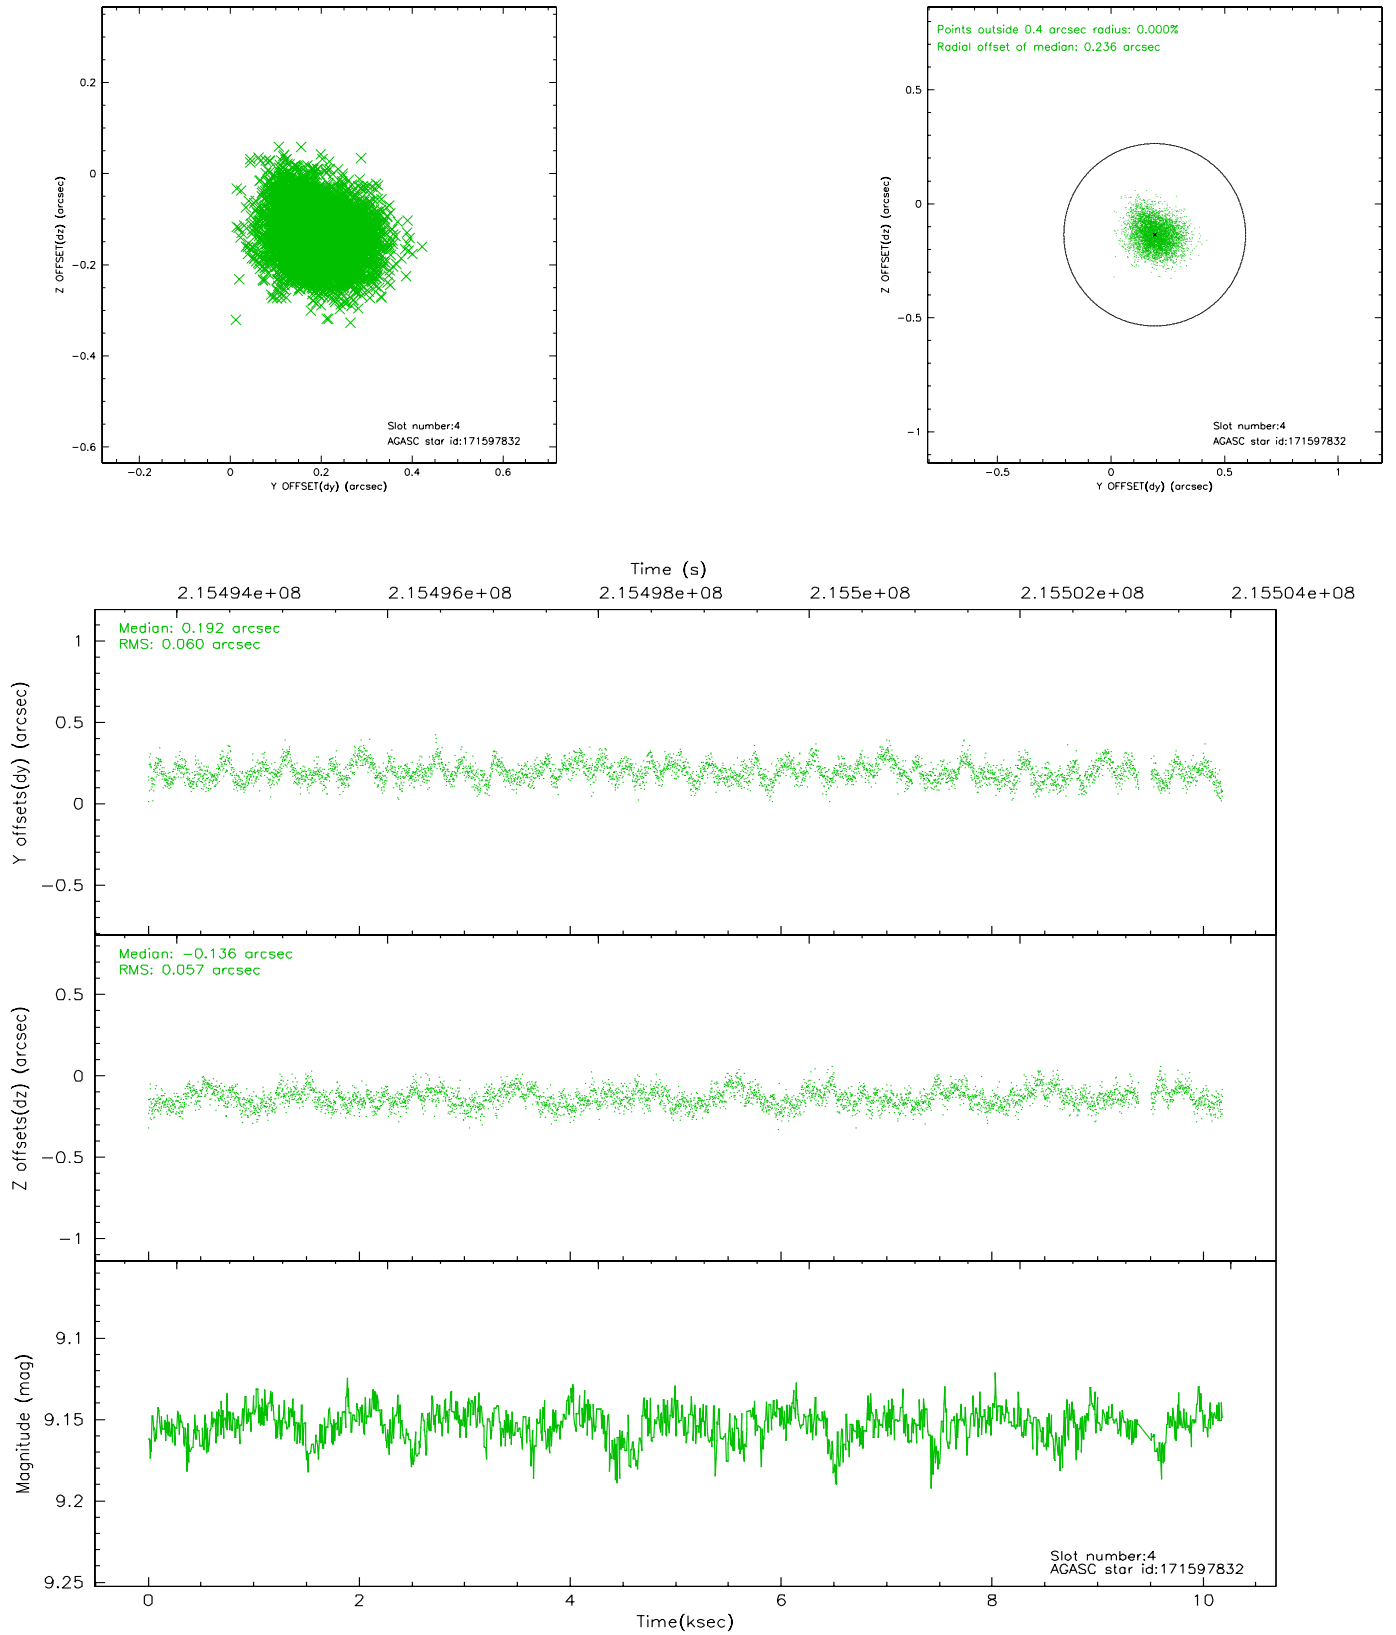 0.2
0
−0.2
−0.4
−0.6
Z OFFSET(dz) (arcsec)
Slot number:4
AGASC star id:171597832
−0.2 0 0.2 0.4 0.6
Y OFFSET(dy) (arcsec)
Points outside 0.4 arcsec radius: 0.000%
Radial offset of median: 0.236 arcsec
0.5
0
−0.5
−1
Z OFFSET(dz) (arcsec)
Slot number:4
AGASC star id:171597832
−0.5 0 0.5 1
Y OFFSET(dy) (arcsec)
Time (s)
2.15494e+08 2.15496e+08 2.15498e+08 2.155e+08 2.15502e+08 2.15504e+08
Median: 0.192 arcsec
RMS: 0.060 arcsec
1
0.5
0
−0.5
Y offsets(dy) (arcsec)
Median: −0.136 arcsec
RMS: 0.057 arcsec
0.5
0
−0.5
−1
Z offsets(dz) (arcsec)
9.1
9.15
9.2
9.25
Magnitude (mag)
Slot number:4
AGASC star id:171597832
0 2 4 6 8 10
Time(ksec)